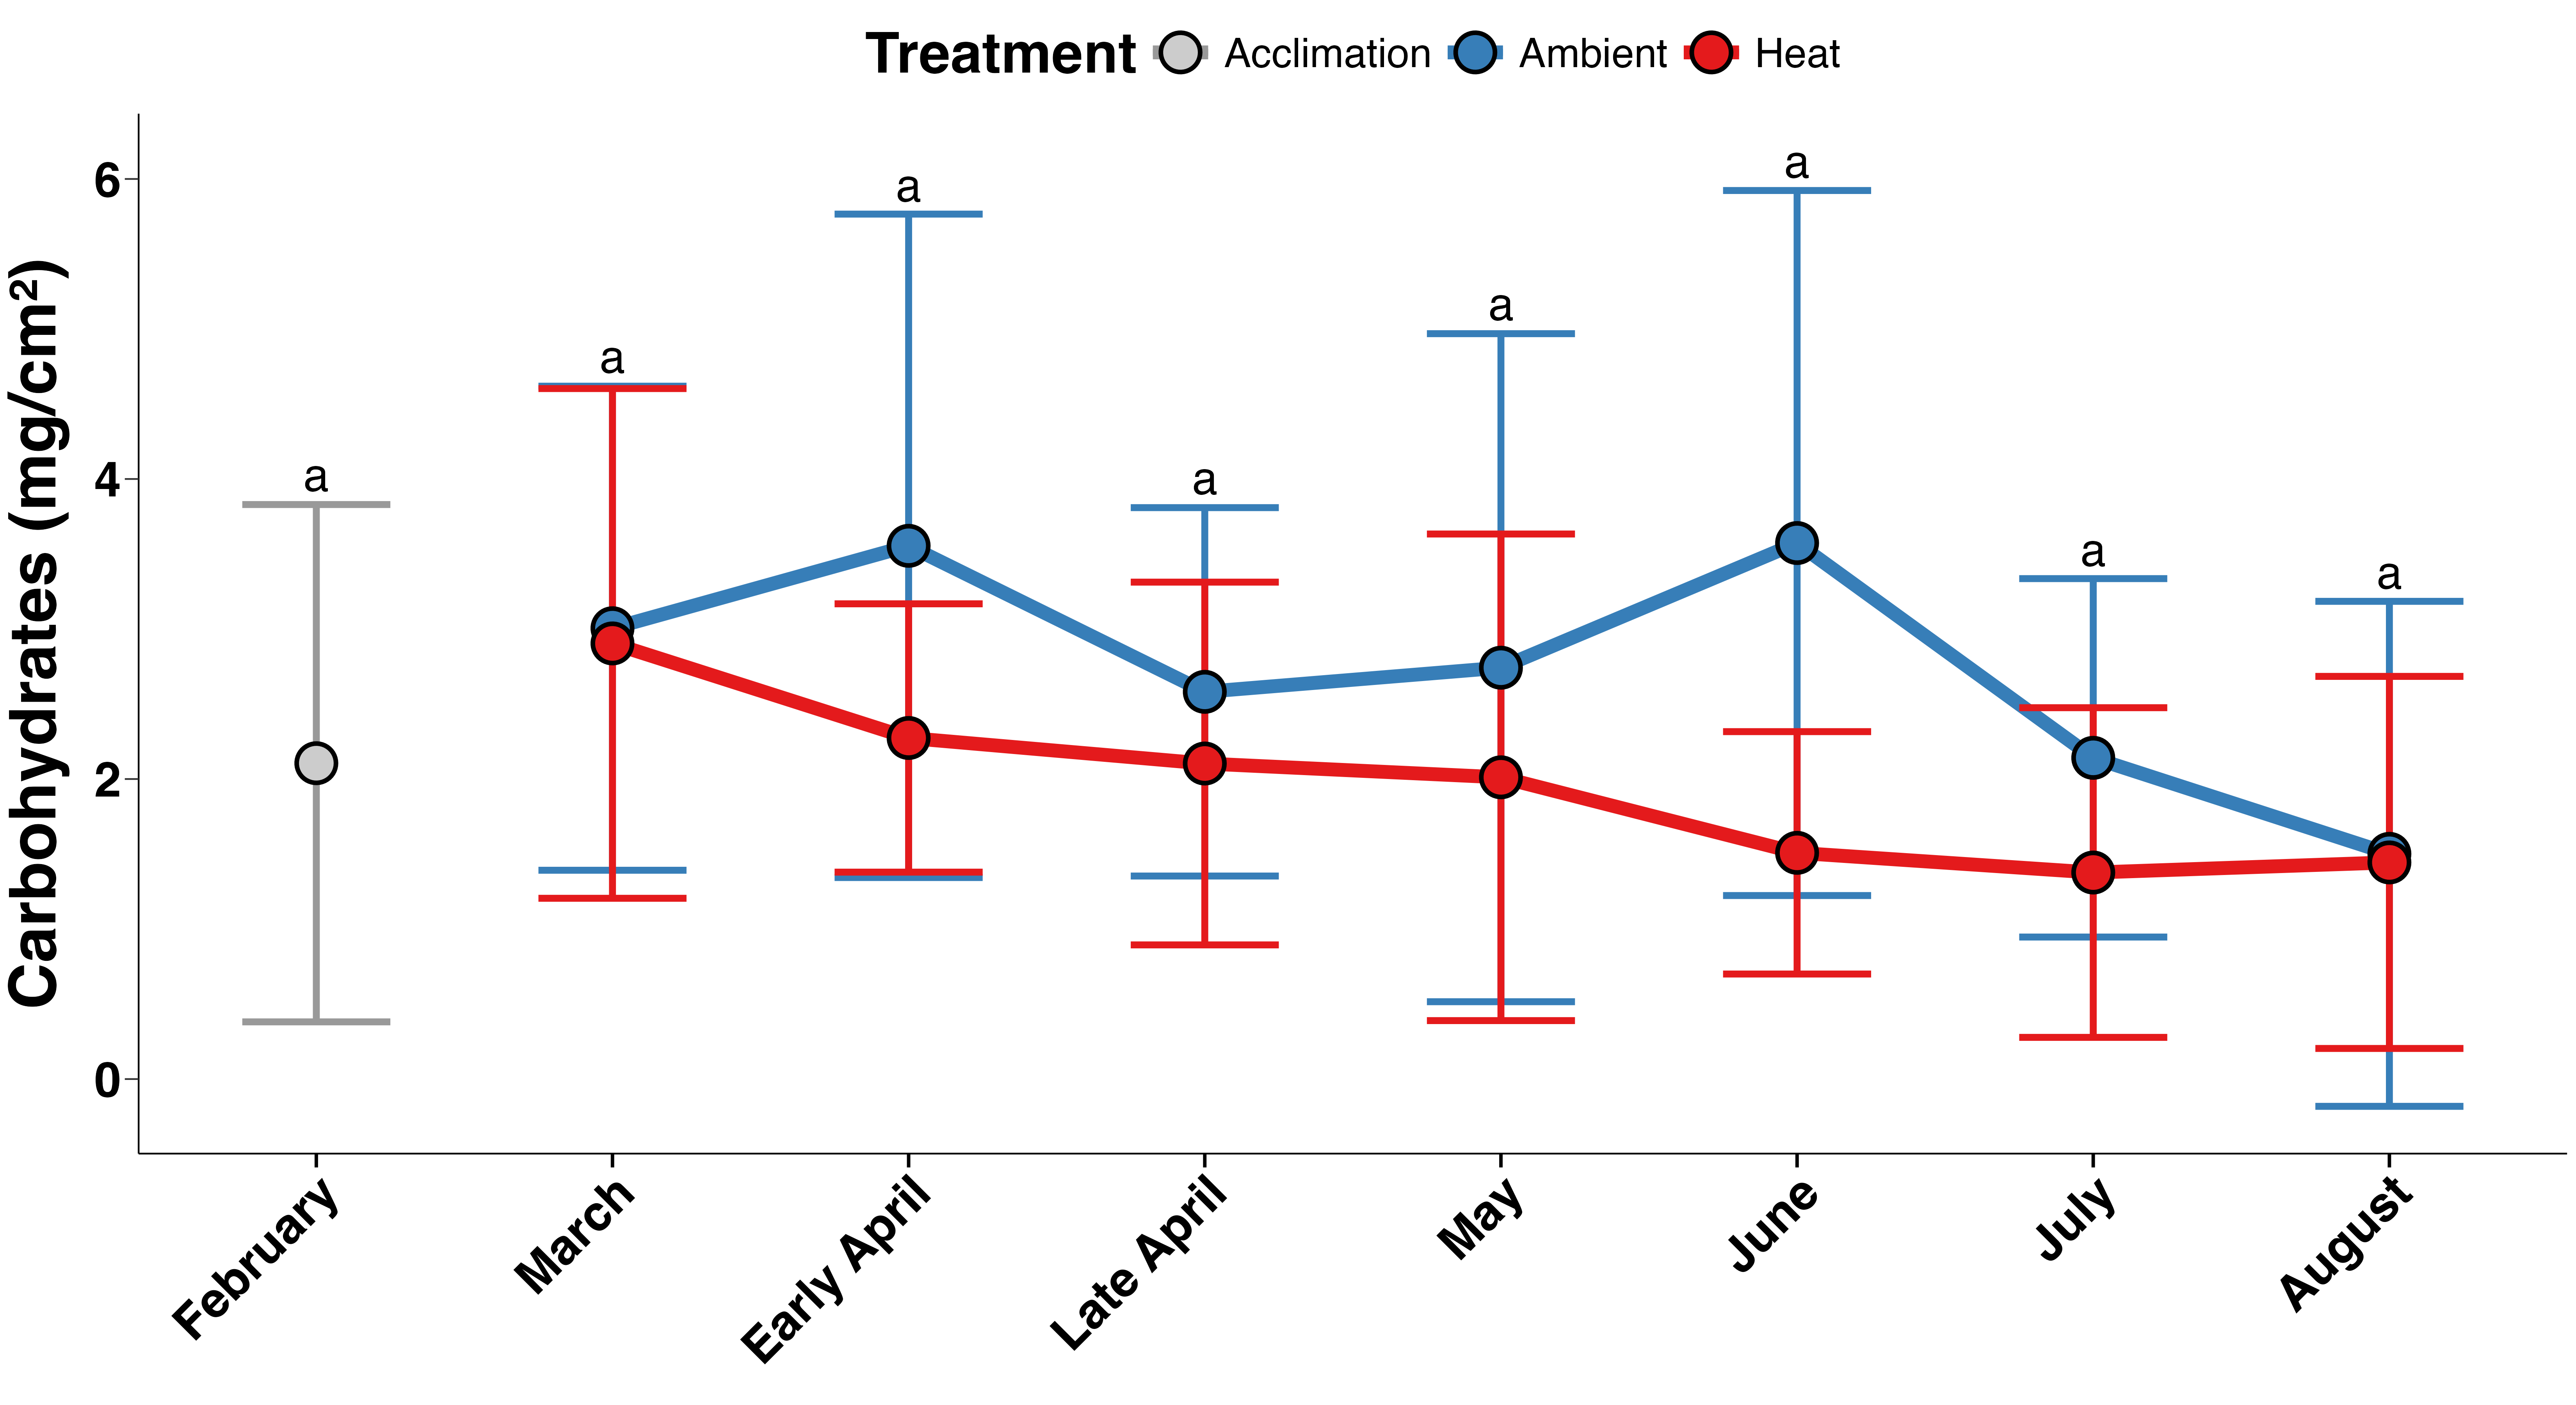 Treatment Acclimation Ambient Heat
Carbohydrates (mg/cm²)
6
4
2
0
a
a
a
a
a
a
a
a
February
March
Early April
Late April
May
June
July
August